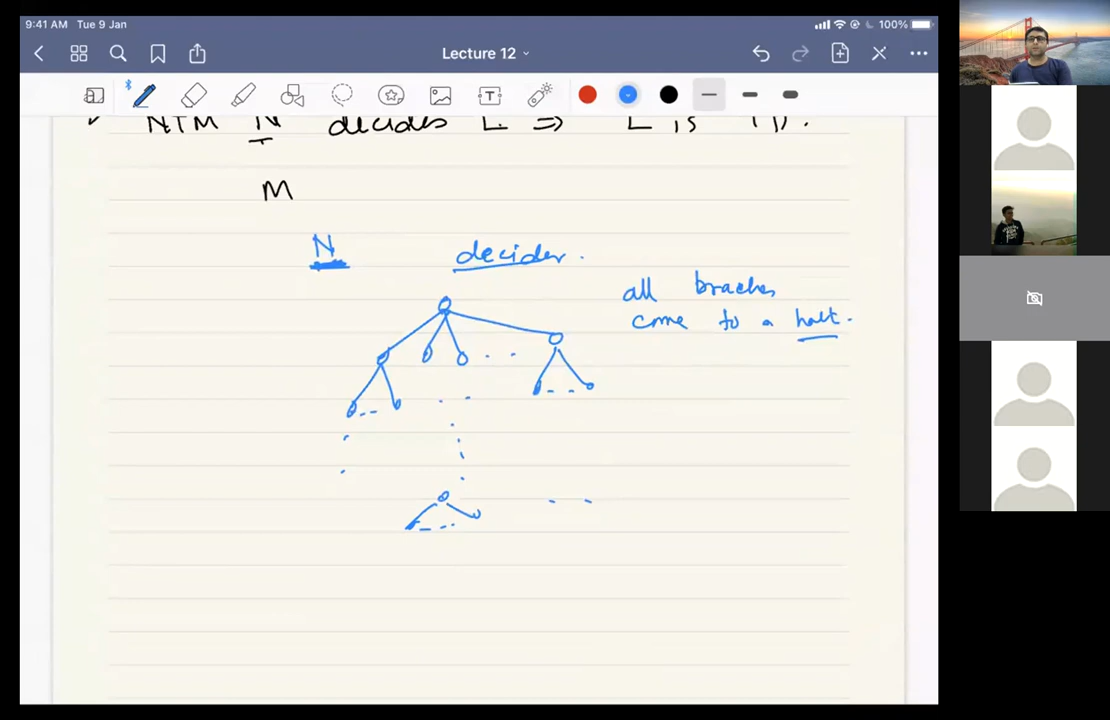 9:41 AM Tue 9 Jan
100%
Lecture 12
NTM N decides L ⇒ L is
M
N decider.
all braches
come to a halt.